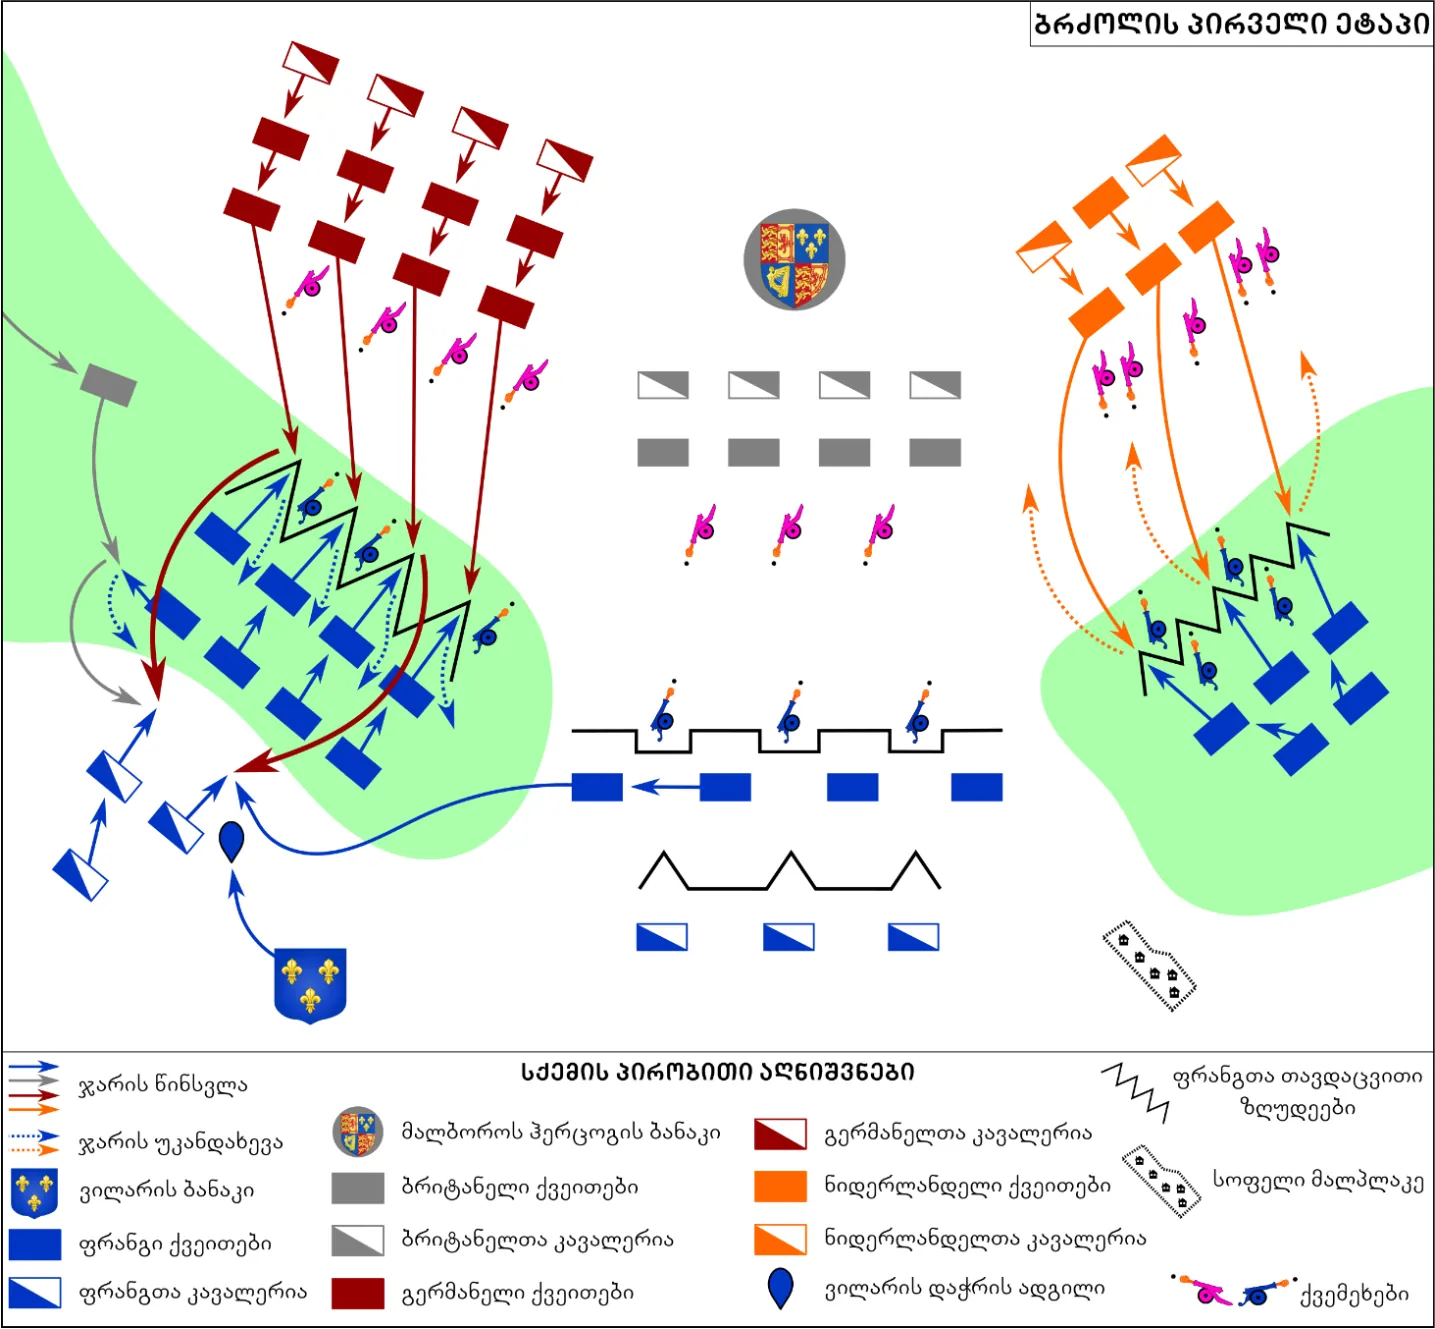 ბრძოლის პირველი ეტაპი
სქემის პირობითი აღნიშვნები
ჯარის წინსვლა
ჯარის უკანდახევა
ვილარის ბანაკი
ფრანგი ქვეითები
ფრანგთა კავალერია
მალბოროს ჰერცოგის ბანაკი
ბრიტანელი ქვეითები
ბრიტანელთა კავალერია
გერმანელი ქვეითები
გერმანელთა კავალერია
ნიდერლანდელი ქვეითები
ნიდერლანდელთა კავალერია
ვილარის დაჭრის ადგილი
ფრანგთა თავდაცვითი
ზღუდეები
სოფელი მალპლაკე
ქვემეხები